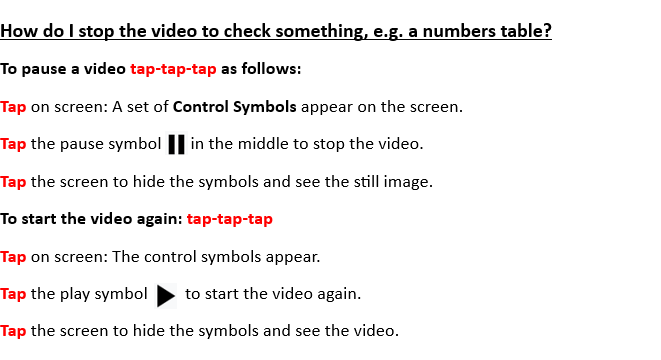 How do I stop the video to check something, e.g. a numbers table?
To pause a video tap-tap-tap as follows:
Tap on screen: A set of Control Symbols appear on the screen.
Tap the pause symbol in the middle to stop the video.
Tap the screen to hide the symbols and see the still image.
To start the video again: tap-tap-tap
Tap on screen: The control symbols appear.
Tap the play symbol to start the video again.
Tap the screen to hide the symbols and see the video.